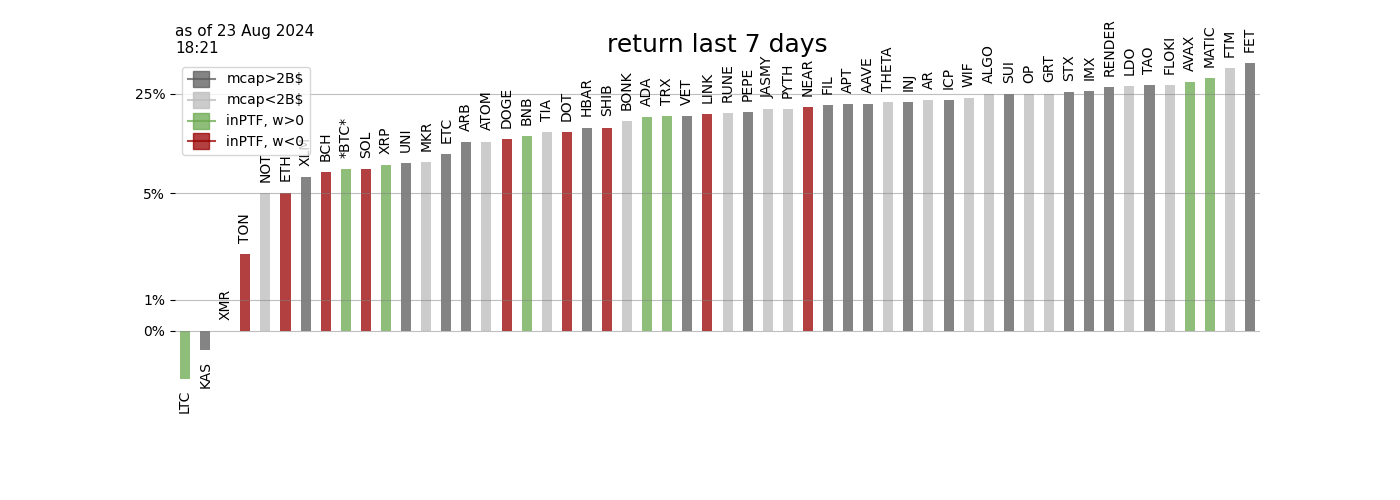 as of 23 Aug 2024
18:21
return last 7 days
mcap>2B$
mcap<2B$
inPTF, w>0
inPTF, w<0
25%
5%
1%
0%
LTC
KAS
XMR
TON
NOT
ETH
XLM
BCH
*BTC*
SOL
XRP
UNI
MKR
ETC
ARB
ATOM
DOGE
BNB
TIA
DOT
HBAR
SHIB
BONK
ADA
TRX
VET
LINK
RUNE
PEPE
JASMY
PYTH
NEAR
FIL
APT
AAVE
THETA
INJ
AR
ICP
WIF
ALGO
SUI
OP
GRT
STX
IMX
RENDER
LDO
TAO
FLOKI
AVAX
MATIC
FTM
FET